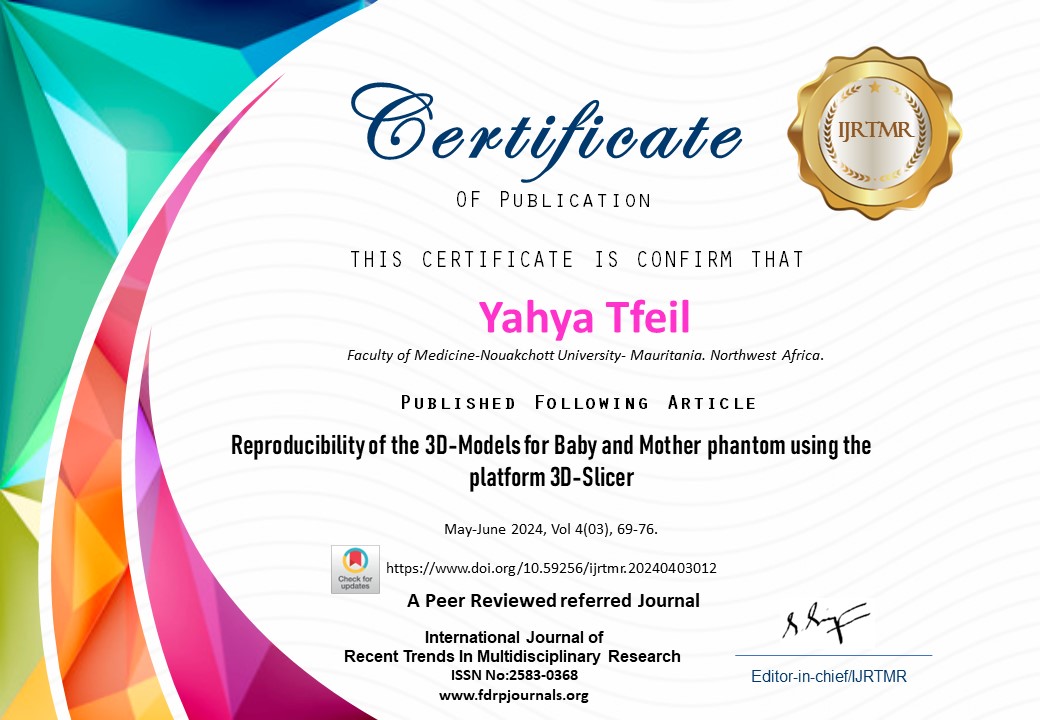 Certificate
IJRTMR
OF PUBLICATION
THIS CERTIFICATE IS CONFIRM THAT
Yahya Tfeil
Faculty of Medicine-Nouakchott University- Mauritania. Northwest Africa.
PUBLISHED FOLLOWING ARTICLE
Reproducibility of the 3D-Models for Baby and Mother phantom using the
platform 3D-Slicer
May-June 2024, Vol 4(03), 69-76.
Check for
updates
https://www.doi.org/10.59256/ijrtmr.20240403012
A Peer Reviewed referred Journal
International Journal of
Recent Trends In Multidisciplinary Research
ISSN No:2583-0368
www.fdrpjournals.org
Editor-in-chief/IJRTMR